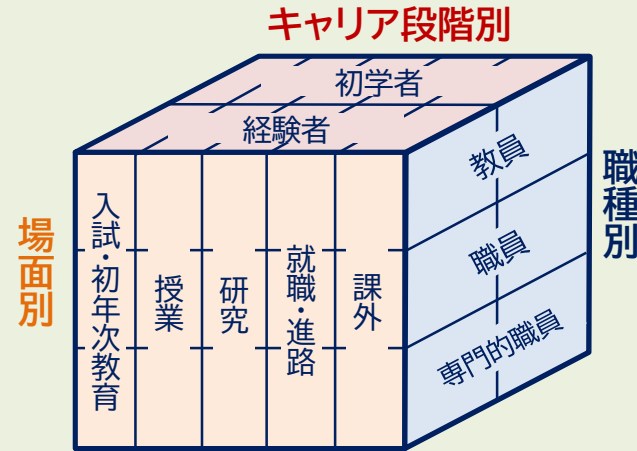 キャリア段階別
初学者
経験者
場面別
入試・初年次教育
授業
研究
就職・進路
課外
教員
職員
専門的職員
職種別